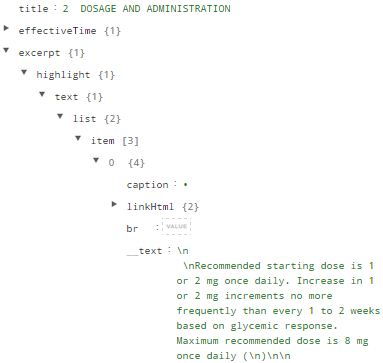 title : 2  DOSAGE AND ADMINISTRATION
effectiveTime {1}
excerpt {1}
highlight {1}
text {1}
list {2}
item [3]
0 {4}
caption : •
linkHtml {2}
br : VALUE
__text : \n
\nRecommended starting dose is 1
or 2 mg once daily. Increase in 1
or 2 mg increments no more
frequently than every 1 to 2 weeks
based on glycemic response.
Maximum recommended dose is 8 mg
once daily (\n)\n\n